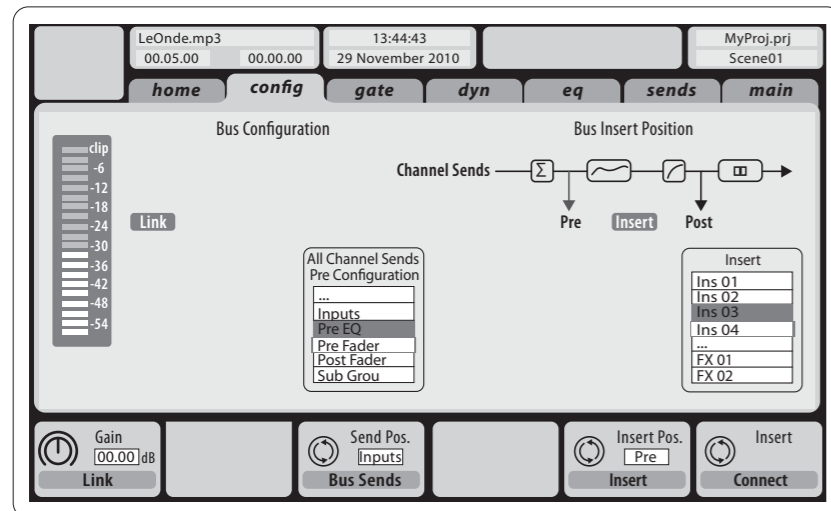 LeOnde.mp3
00.05.00 00.00.00
13:44:43
29 November 2010
MyProj.prj
Scene01
home config gate dyn eq sends main
Bus Configuration
Bus Insert Position
clip
-6
-12
-18
-24
-30
-36
-42
-48
-54
Link
Channel Sends
Σ
Pre Insert Post
All Channel Sends
Pre Configuration
...
Inputs
Pre EQ
Pre Fader
Post Fader
Sub Grou
Insert
Ins 01
Ins 02
Ins 03
Ins 04
...
FX 01
FX 02
Gain
00.00 dB
Link
Send Pos.
Inputs
Bus Sends
Insert Pos.
Pre
Insert
Insert
Connect